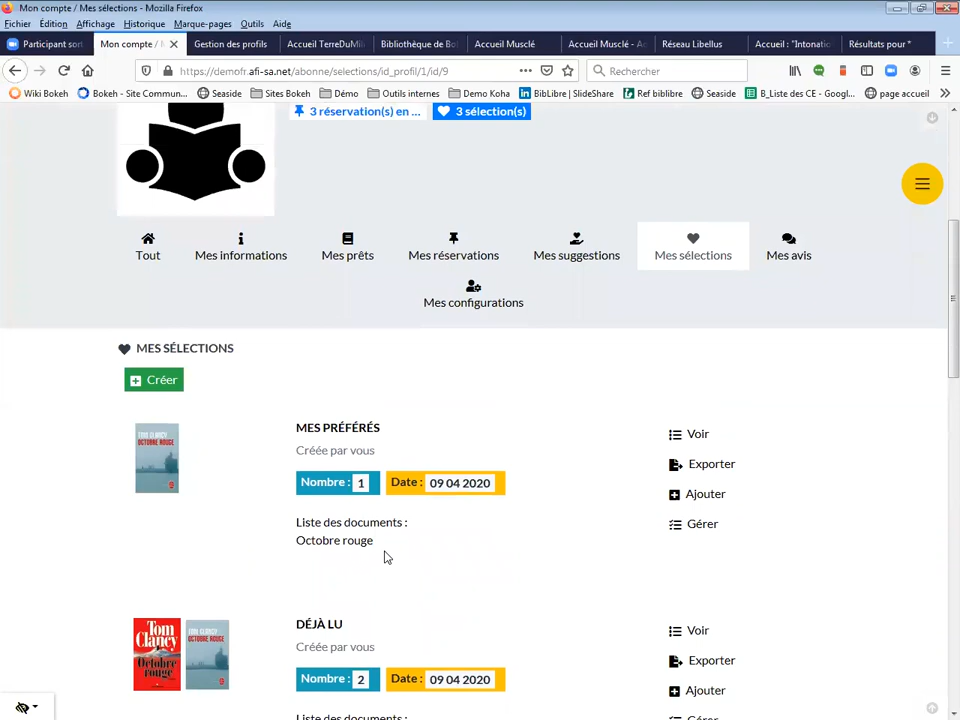 Mon compte / Mes sélections - Mozilla Firefox
Fichier Édition Affichage Historique Marque-pages Outils Aide
Participant sort Mon compte / Gestion des profils Accueil TerreDuMil Bibliothèque de Bo Accueil Musclé Accueil Musclé - A Réseau Libellus Accueil : "Intonatio Résultats pour *
https://demofr.afi-sa.net/abonne/selections/id_profil/1/id/9 Rechercher
Wiki Bokeh Bokeh - Site Commun... Seaside Sites Bokeh Démo Outils internes Demo Koha BibLibre | SlideShare Ref biblibre Seaside B_Liste des CE - Googl... page accueil
3 réservation(s) en ... 3 sélection(s)
Tout Mes informations Mes prêts Mes réservations Mes suggestions Mes sélections Mes avis
Mes configurations
MES SÉLECTIONS
Créer
TOM CLANCY
OCTOBRE ROUGE
MES PRÉFÉRÉS
Créée par vous
Nombre : 1 Date : 09 04 2020
Liste des documents :
Octobre rouge
Voir
Exporter
Ajouter
Gérer
Tom
Clancy
Octobre
rouge
TOM CLANCY
OCTOBRE ROUGE
DÉJÀ LU
Créée par vous
Nombre : 2 Date : 09 04 2020
Liste des documents :
Voir
Exporter
Ajouter
Gérer